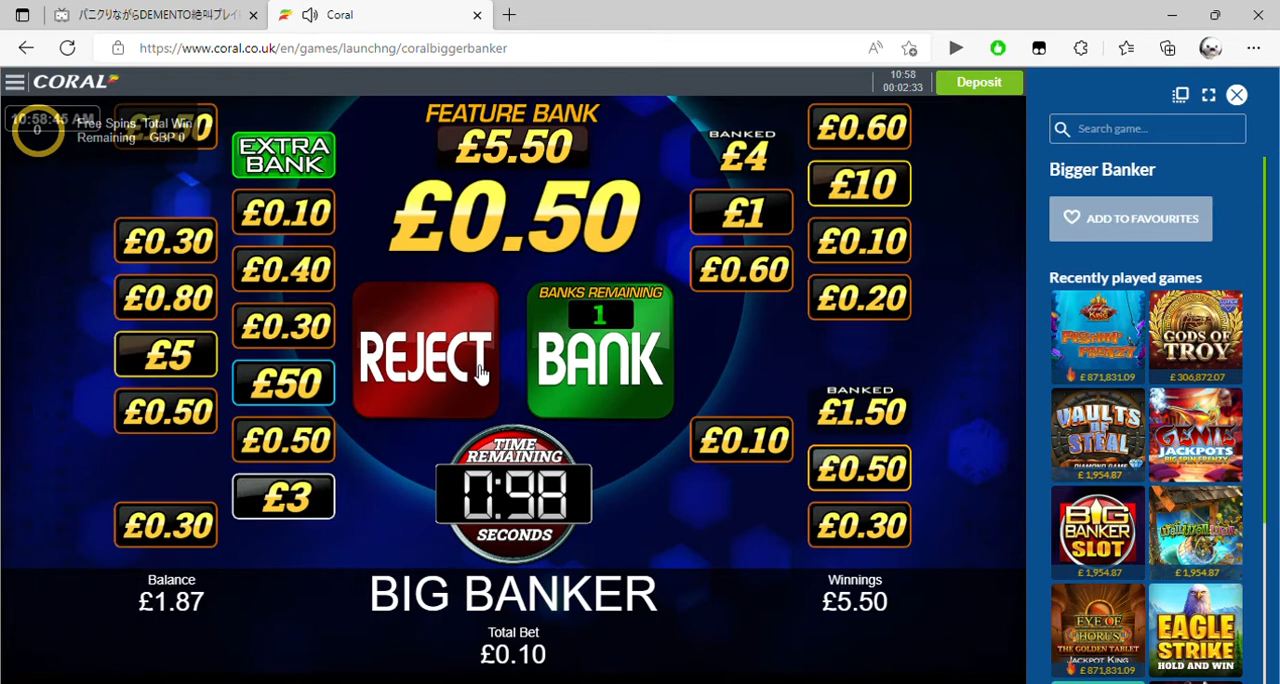 パニクりながらDEMENTO絶叫プレイ
Coral
https://www.coral.co.uk/en/games/launchng/coralbiggerbanker
CORAL
10:58
00:02:33
Deposit
10:58:45 AM
0
Free Spins Remaining
Total Win
GBP 0
FEATURE BANK
£5.50
£0.50
EXTRA BANK
£0.10
£0.40
£0.30
£50
£0.50
£3
£0.30
£0.80
£5
£0.50
£0.30
BANKED
£4
£1
£0.60
£0.10
£0.60
£10
£0.10
£0.20
BANKED
£1.50
£0.50
£0.30
REJECT
BANKS REMAINING
1
BANK
TIME REMAINING
0:98
SECONDS
Balance
£1.87
BIG BANKER
Total Bet
£0.10
Winnings
£5.50
Search game...
Bigger Banker
ADD TO FAVOURITES
Recently played games
FISHIN' FRENZY
£ 871,831.09
GODS OF TROY
£ 306,872.07
VAULTS OF STEAL
DIAMOND GAME
£ 1,954.87
GENIE JACKPOTS
BIG SPIN FRENZY
£ 1,954.87
BIG BANKER SLOT
£ 1,954.87
£ 1,954.87
EYE OF HORUS
THE GOLDEN TABLET
JACKPOT KING
£ 871,831.09
EAGLE STRIKE
HOLD AND WIN